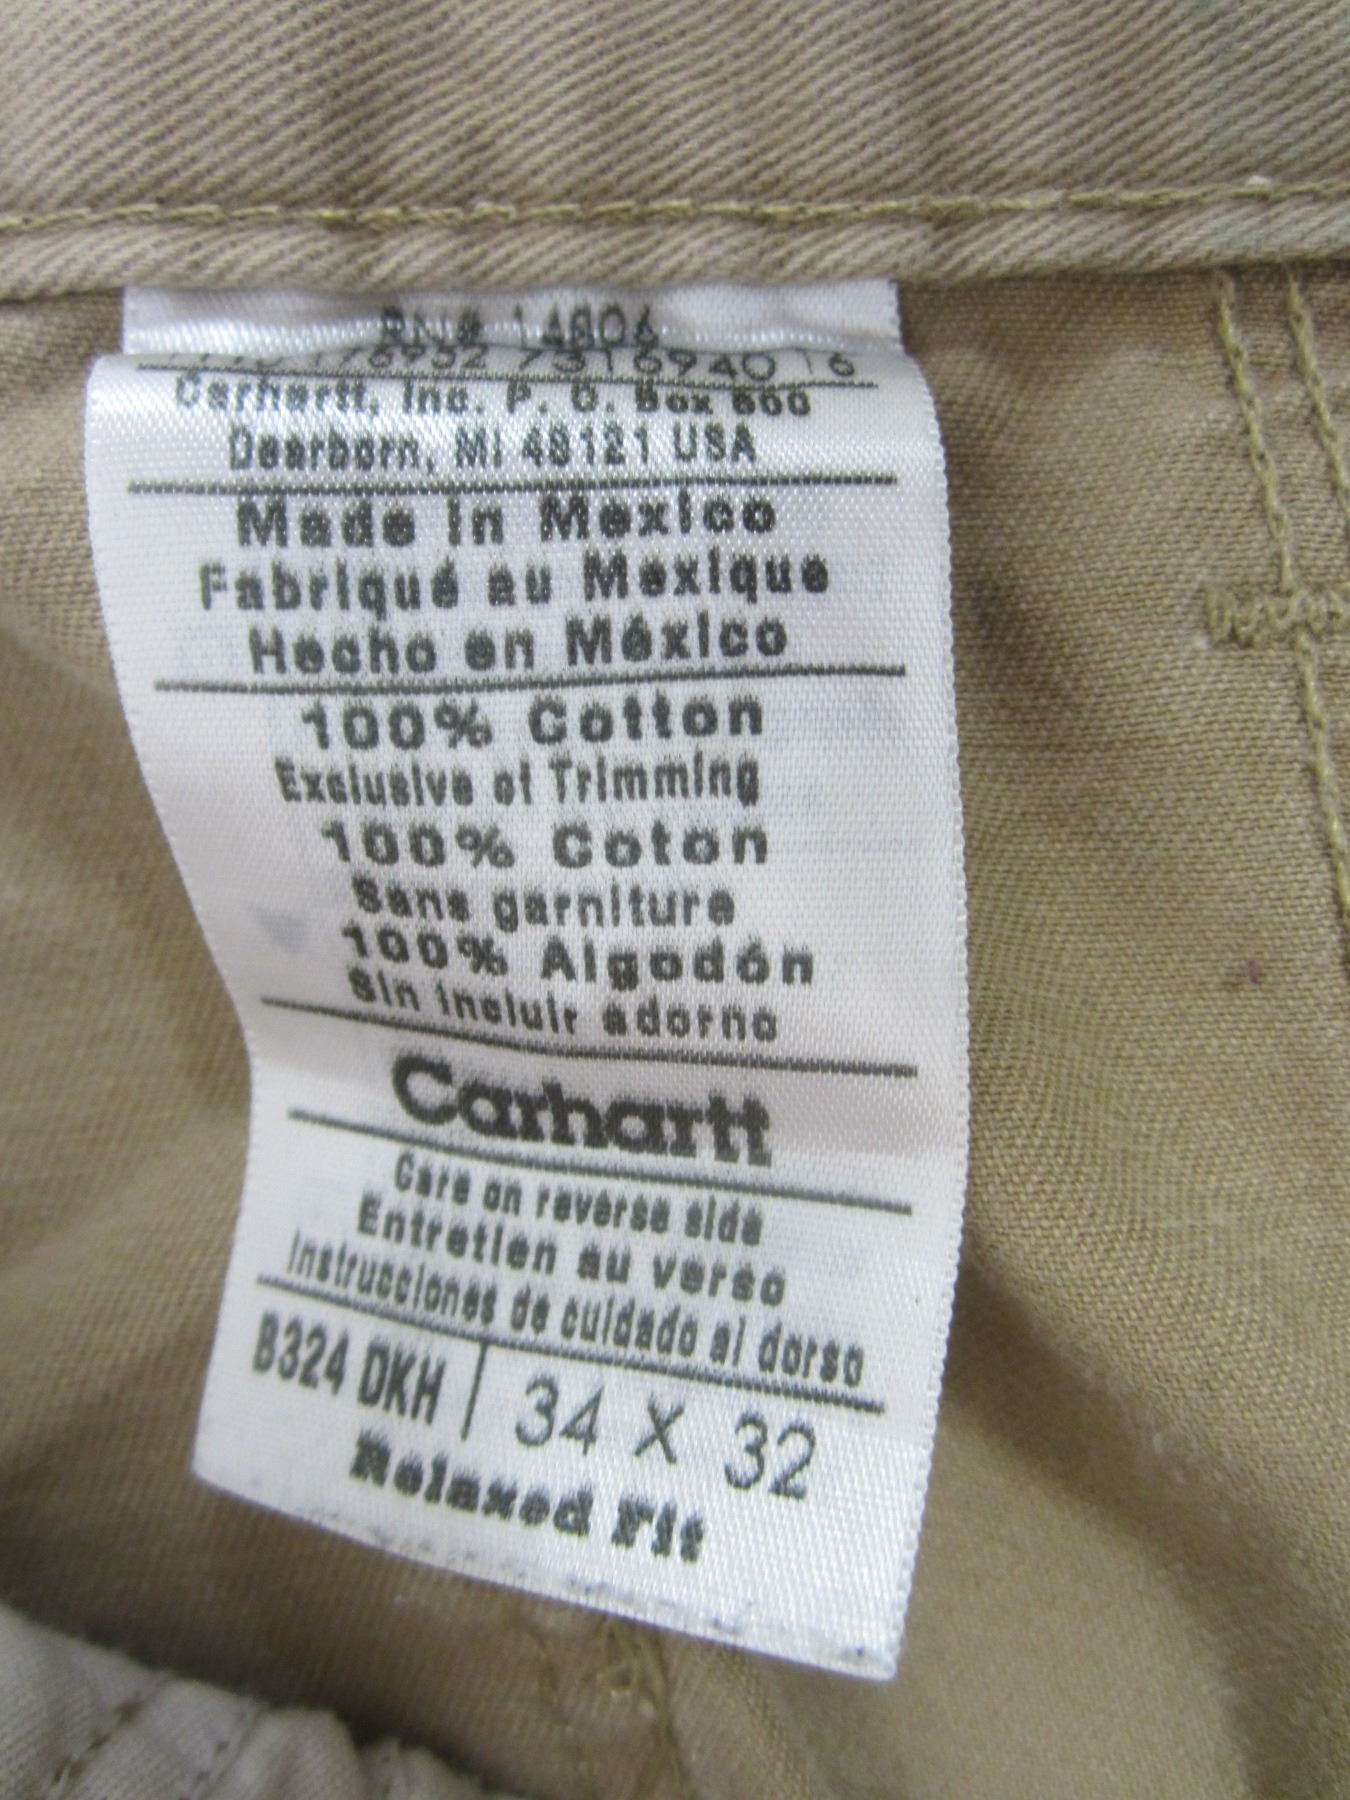 RN# 14806
7316940 16
Carhartt, Inc. P. O. Box 600
Dearborn, MI 48121 USA
Made in Mexico
Fabriqué au Mexique
Hecho en México
100% Cotton
Exclusive of Trimming
100% Coton
Sans garniture
100% Algodón
Sin incluir adorno
Carhartt
Care on reverse side
Entretien au verso
Instrucciones de cuidado al dorso
B324 DKH | 34 X 32
Relaxed Fit